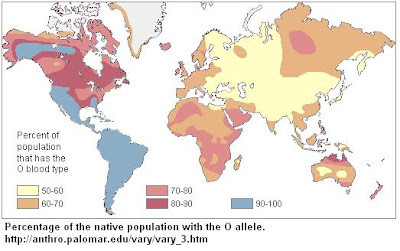 Percent of
population
that has the
O blood type
50-60
60-70
70-80
80-90
90-100
Percentage of the native population with the O allele.
http://anthro.palomar.edu/vary/vary_3.htm